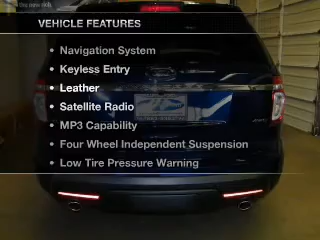 VEHICLE FEATURES
• Navigation System
• Keyless Entry
• Leather
• Satellite Radio
• MP3 Capability
• Four Wheel Independent Suspension
• Low Tire Pressure Warning